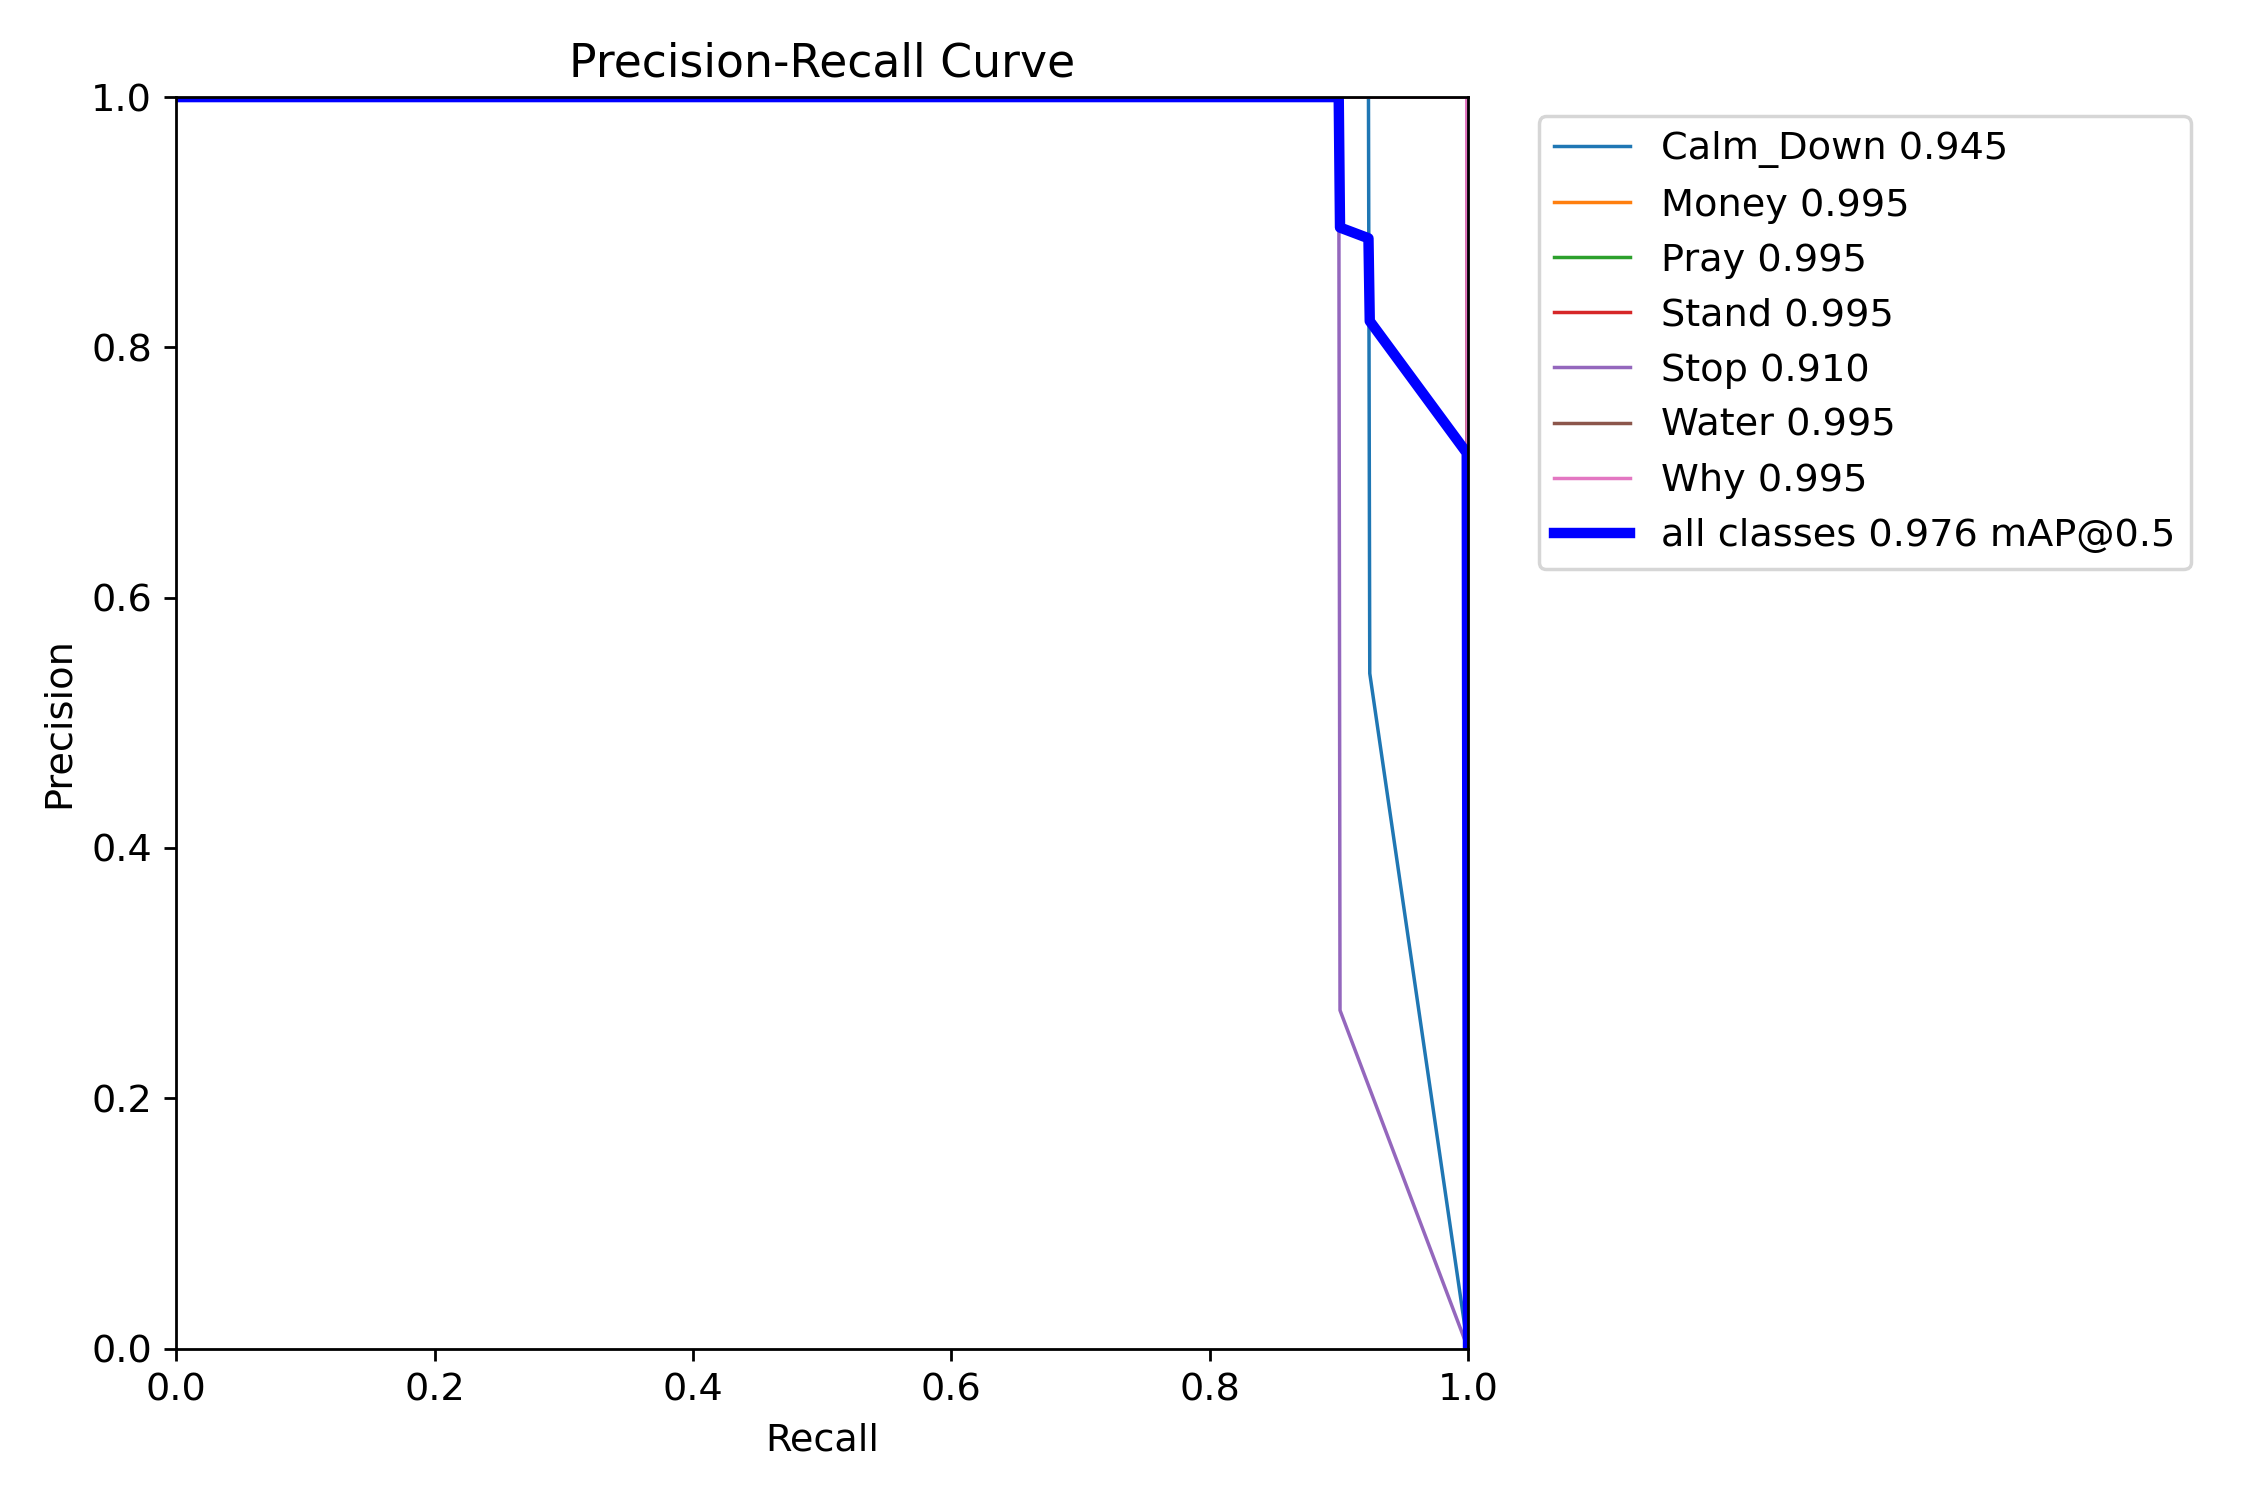 Precision-Recall Curve
1.0
0.8
0.6
0.4
0.2
0.0
Precision
0.0 0.2 0.4 0.6 0.8 1.0
Recall
Calm_Down 0.945
Money 0.995
Pray 0.995
Stand 0.995
Stop 0.910
Water 0.995
Why 0.995
all classes 0.976 mAP@0.5